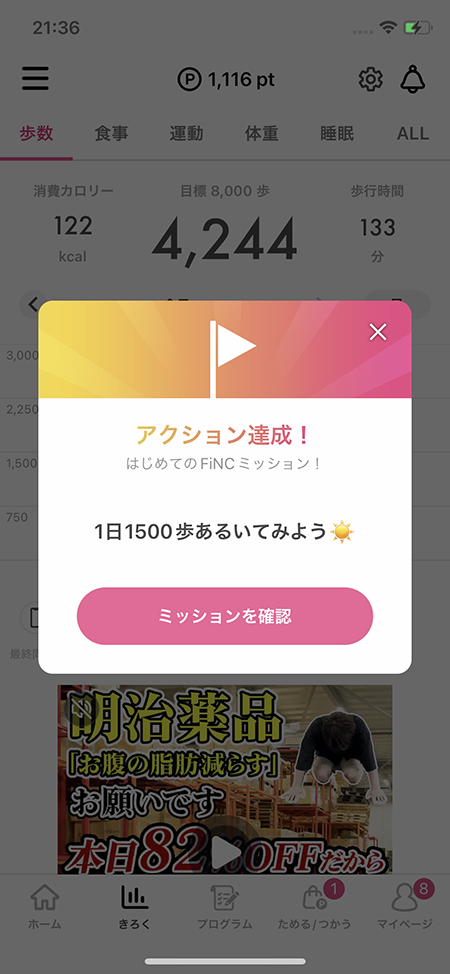 21:36
P 1,116 pt
歩数 食事 運動 体重 睡眠 ALL
消費カロリー 目標 8,000 歩 歩行時間
122 4,244 133
kcal 分
3,000
2,250
1,500
750
アクション達成！
はじめてのFiNCミッション！
1日1500歩あるいてみよう☀️
ミッションを確認
明治薬品
「お腹の脂肪減らす」
お願いです
本日82%OFFだから
1 8
ホーム きろく プログラム ためる/つかう マイページ